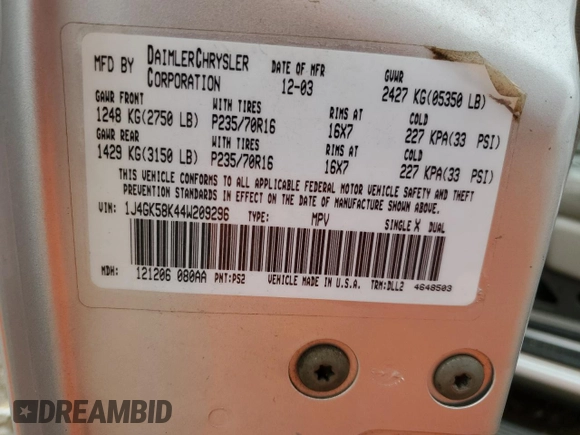 MFD BY DAIMLERCHRYSLER CORPORATION DATE OF MFR 12-03 GVWR 2427 KG(05350 LB)
GAWR FRONT WITH TIRES RIMS AT COLD
1248 KG(2750 LB) P235/70R16 16X7 227 KPA(33 PSI)
GAWR REAR WITH TIRES RIMS AT COLD
1429 KG(3150 LB) P235/70R16 16X7 227 KPA(33 PSI)
THIS VEHICLE CONFORMS TO ALL APPLICABLE FEDERAL MOTOR VEHICLE SAFETY AND THEFT
PREVENTION STANDARDS IN EFFECT ON THE DATE OF MANUFACTURE SHOWN ABOVE.
VIN: 1J4GK58K44W209296 TYPE: MPV SINGLE X DUAL
MDH: 121206 080AA PNT:PS2 VEHICLE MADE IN U.S.A. TRM:DLL2 4648503
DREAMBID